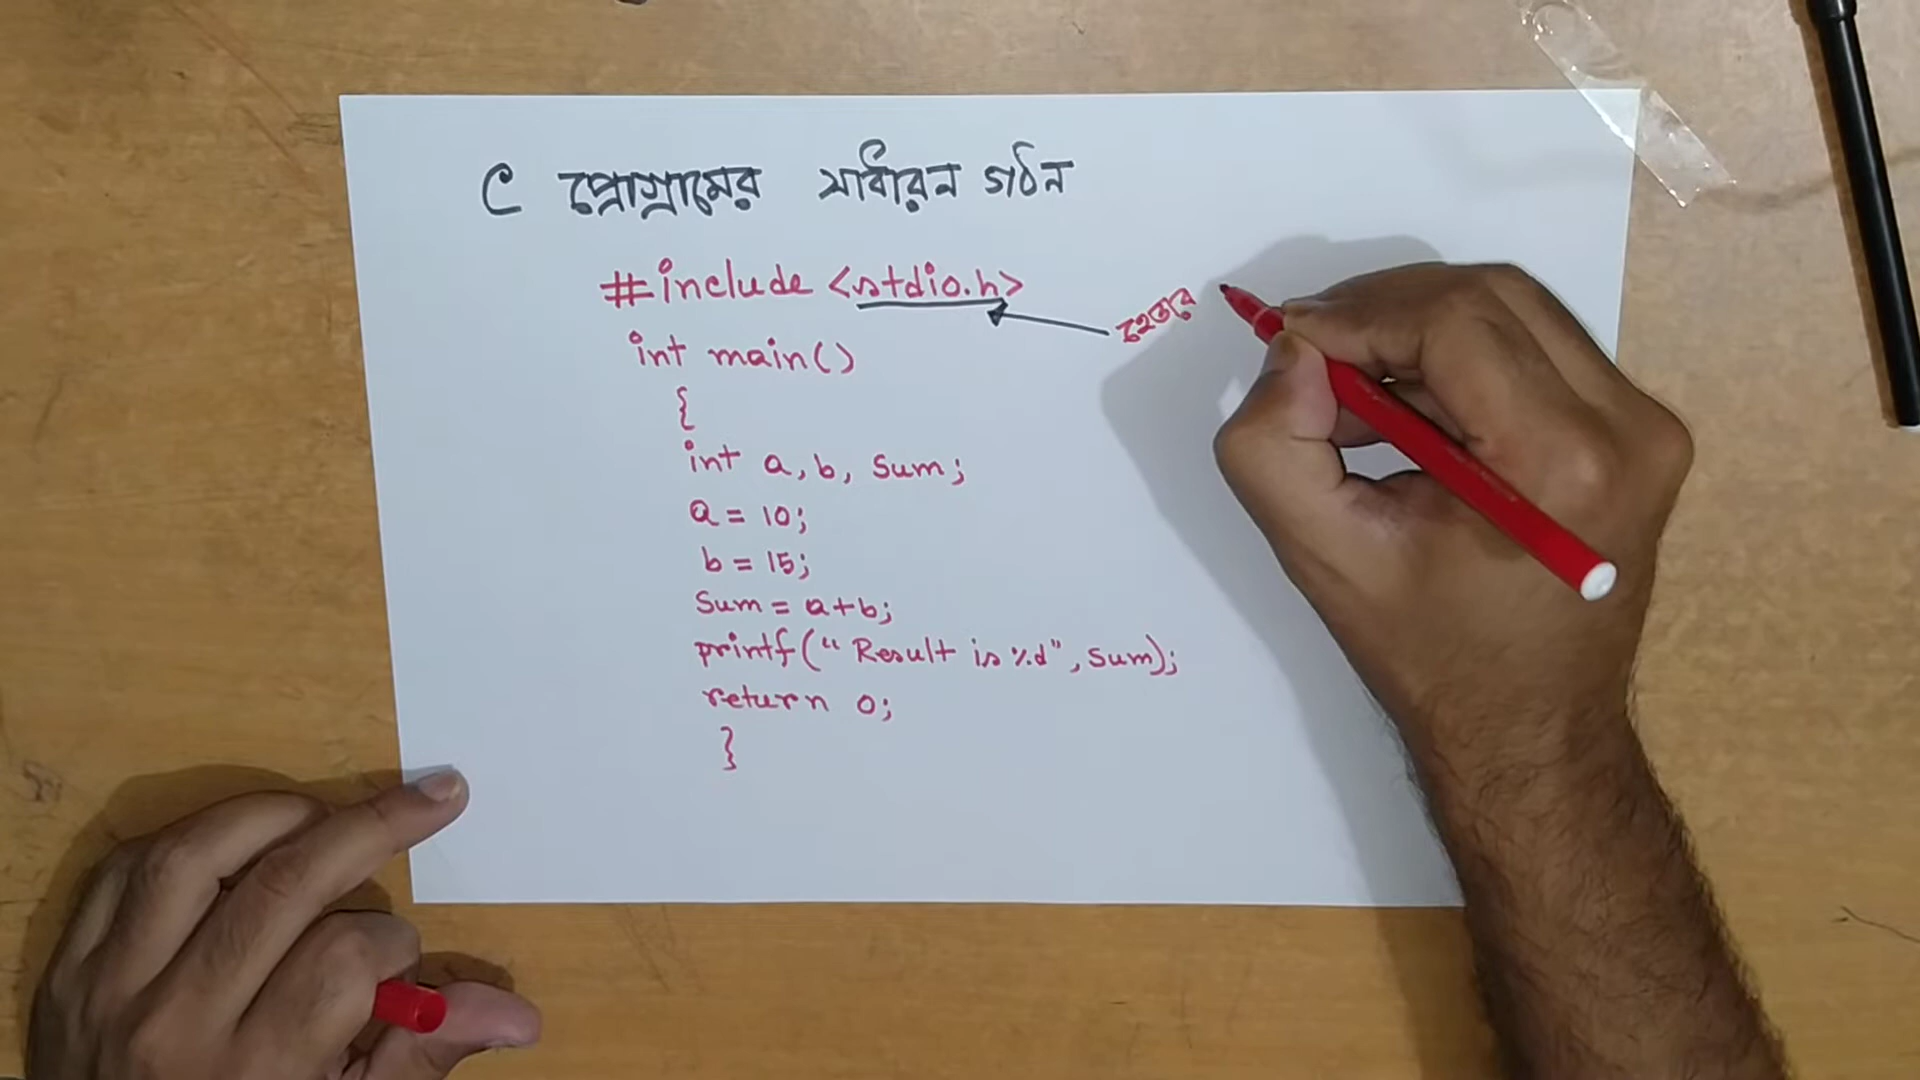 C প্রোগ্রামের সাধারন গঠন
#include <stdio.h>
হেডার
int main()
{
int a, b, Sum;
a = 10;
b = 15;
Sum = a+b;
printf("Result is %d", Sum);
return 0;
}